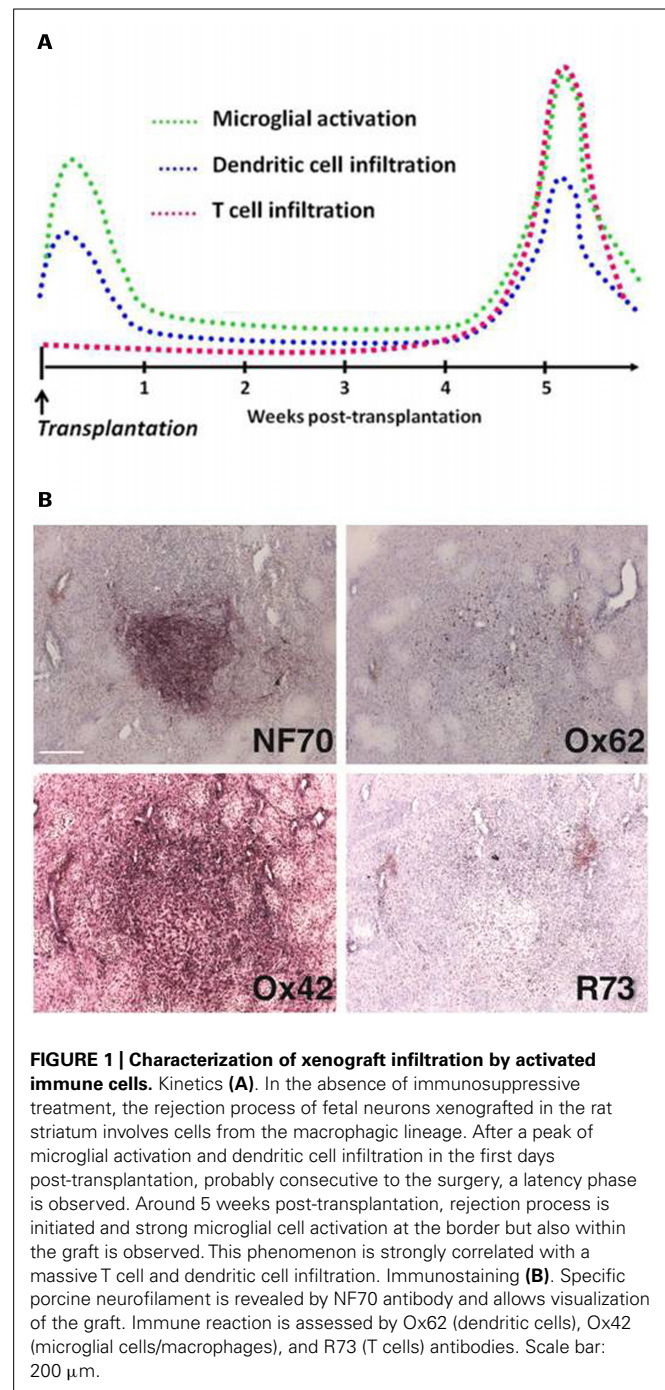 A
Microglial activation
Dendritic cell infiltration
T cell infiltration
1 2 3 4 5
Transplantation
Weeks post-transplantation
B
NF70
Ox62
Ox42
R73
FIGURE 1 | Characterization of xenograft infiltration by activated
immune cells. Kinetics (A). In the absence of immunosuppressive
treatment, the rejection process of fetal neurons xenografted in the rat
striatum involves cells from the macrophagic lineage. After a peak of
microglial activation and dendritic cell infiltration in the first days
post-transplantation, probably consecutive to the surgery, a latency phase
is observed. Around 5 weeks post-transplantation, rejection process is
initiated and strong microglial cell activation at the border but also within
the graft is observed. This phenomenon is strongly correlated with a
massive T cell and dendritic cell infiltration. Immunostaining (B). Specific
porcine neurofilament is revealed by NF70 antibody and allows visualization
of the graft. Immune reaction is assessed by Ox62 (dendritic cells), Ox42
(microglial cells/macrophages), and R73 (T cells) antibodies. Scale bar:
200 μm.